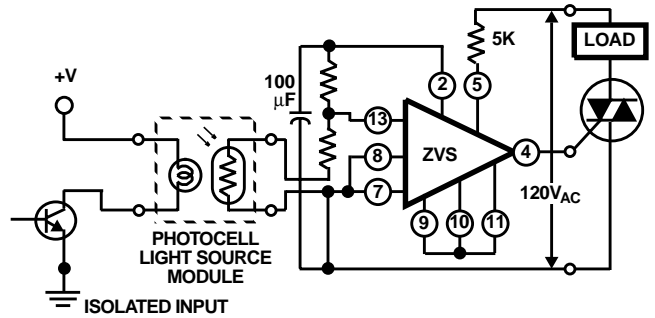 5K
LOAD
+V
100
µF
2
5
13
8
ZVS
4
7
120VAC
9
10
11
PHOTOCELL
LIGHT SOURCE
MODULE
ISOLATED INPUT